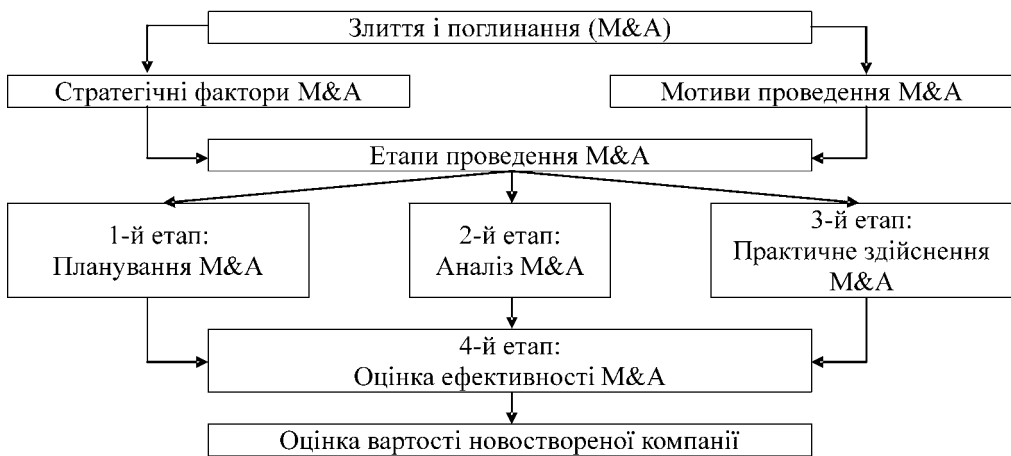 Злиття і поглинання (M&A)
Стратегічні фактори M&A
Мотиви проведення M&A
Етапи проведення M&A
1-й етап:
Планування M&A
2-й етап:
Аналіз M&A
3-й етап:
Практичне здійснення
M&A
4-й етап:
Оцінка ефективності M&A
Оцінка вартості новоствореної компанії